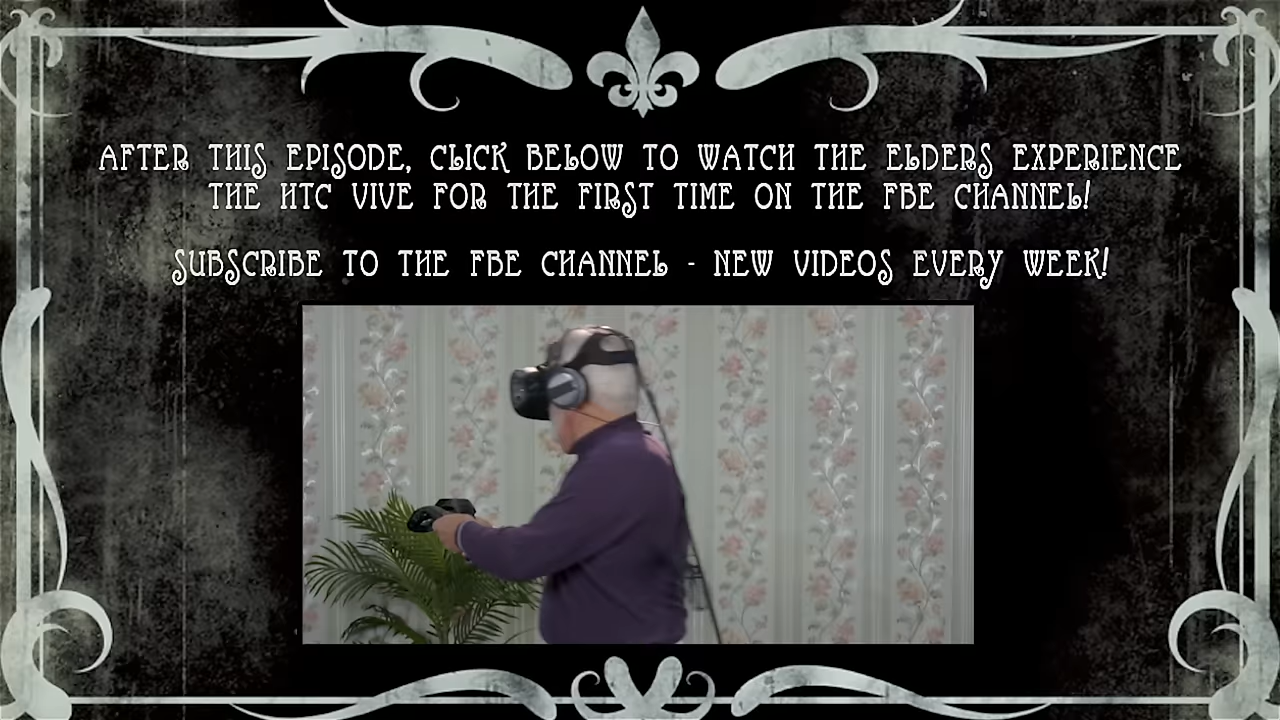 AFTER THIS EPISODE, CLICK BELOW TO WATCH THE ELDERS EXPERIENCE
THE HTC VIVE FOR THE FIRST TIME ON THE FBE CHANNEL!
SUBSCRIBE TO THE FBE CHANNEL - NEW VIDEOS EVERY WEEK!